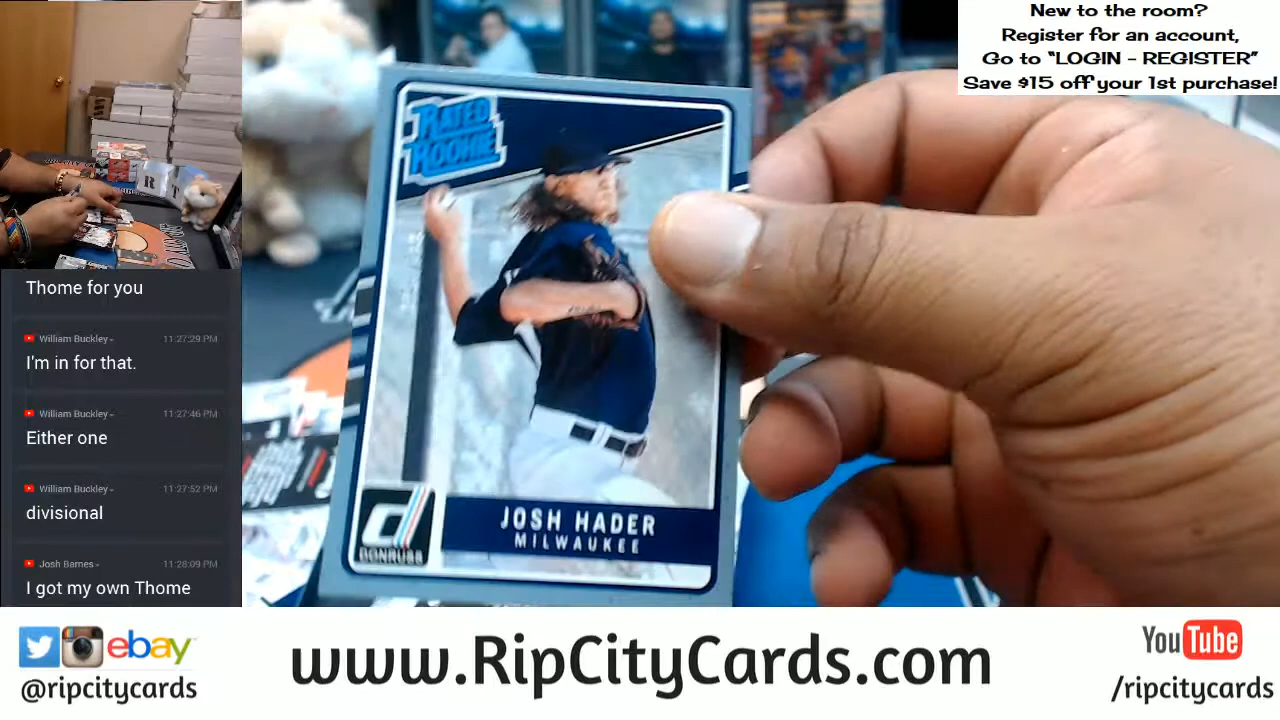 New to the room?
Register for an account,
Go to “LOGIN - REGISTER”
Save $15 off your 1st purchase!
RATED
ROOKIE
R T
Thome for you
William Buckley 11:27:29 PM
I'm in for that.
William Buckley 11:27:46 PM
Either one
William Buckley 11:27:52 PM
divisional
Josh Barnes 11:28:09 PM
I got my own Thome
JOSH HADER
MILWAUKEE
DONRUSS
ebay
@ripcitycards
www.RipCityCards.com
YouTube
/ripcitycards